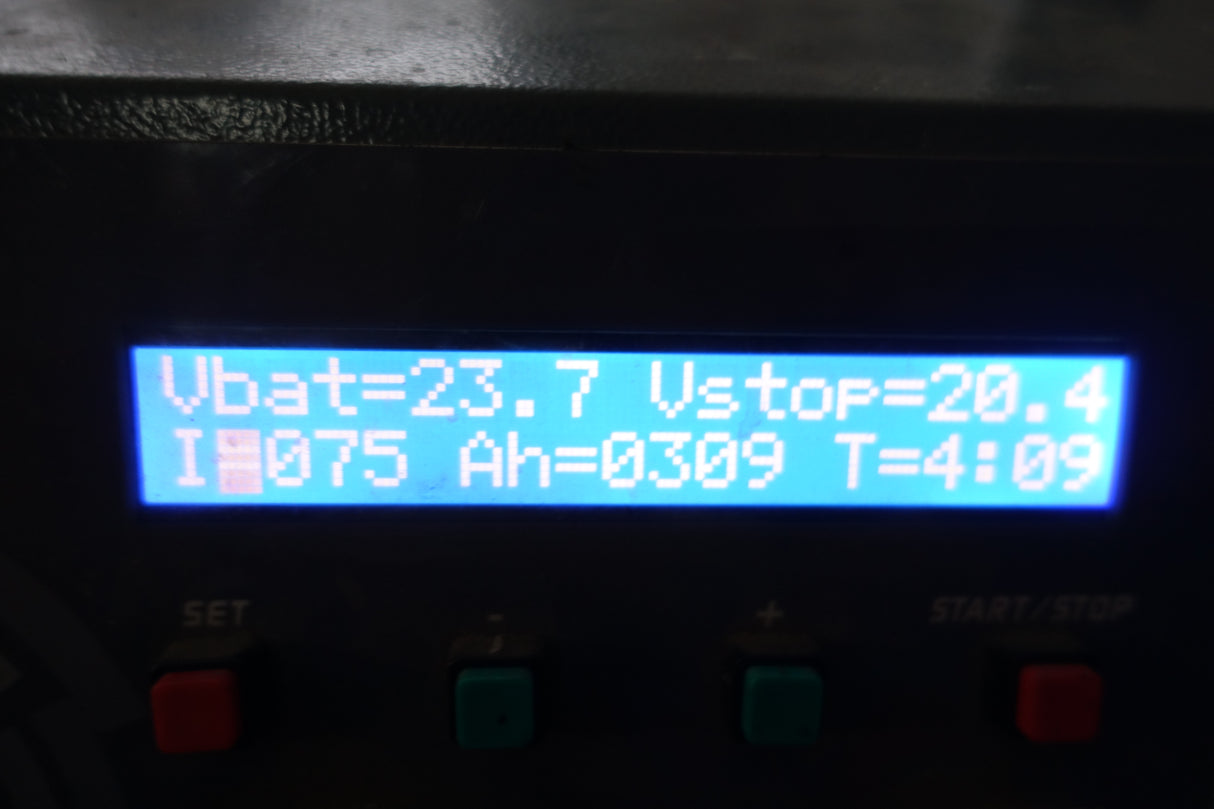 Vbat=23.7 Vstop=20.4
I=075 Ah=0309 T=4:09
SET - + START/STOP